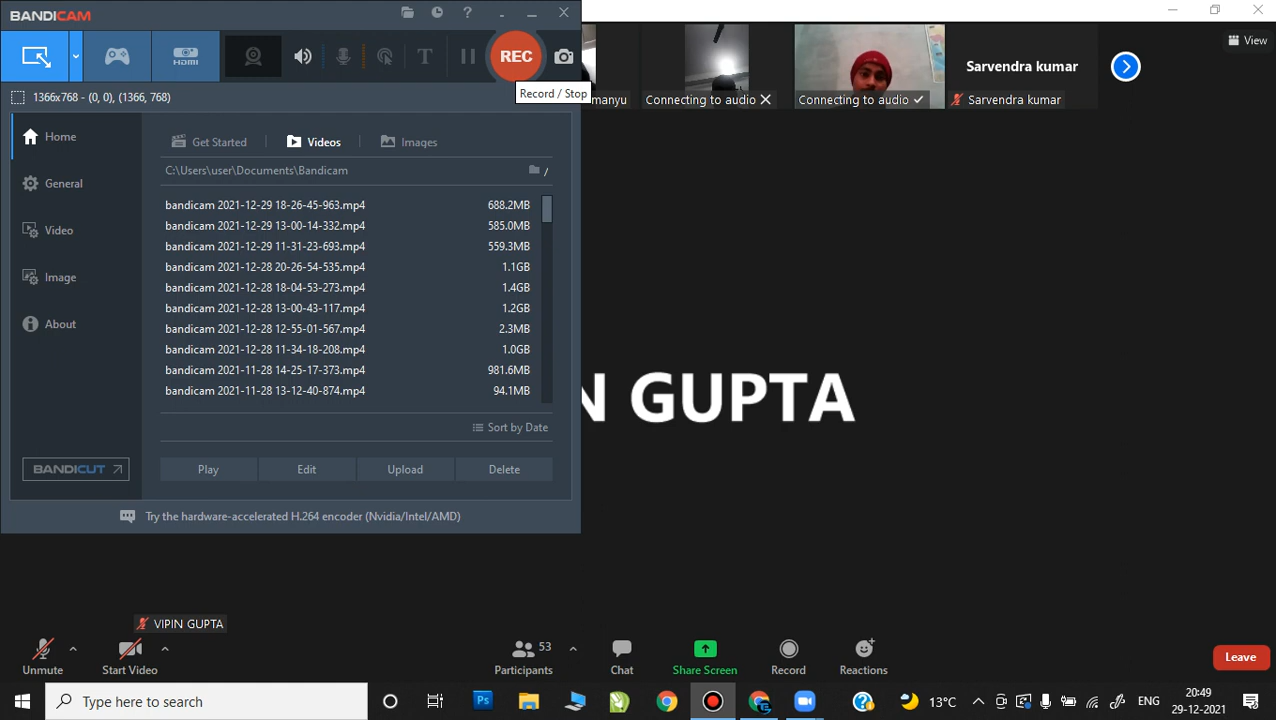 BANDICAM
?
HDMI
T
REC
Record / Stop
1366x768 - (0, 0), (1366, 768)
Home
General
Video
Image
About
BANDICUT
Get Started
Videos
Images
C:\Users\user\Documents\Bandicam
/
bandicam 2021-12-29 18-26-45-963.mp4 688.2MB
bandicam 2021-12-29 13-00-14-332.mp4 585.0MB
bandicam 2021-12-29 11-31-23-693.mp4 559.3MB
bandicam 2021-12-28 20-26-54-535.mp4 1.1GB
bandicam 2021-12-28 18-04-53-273.mp4 1.4GB
bandicam 2021-12-28 13-00-43-117.mp4 1.2GB
bandicam 2021-12-28 12-55-01-567.mp4 2.3MB
bandicam 2021-12-28 11-34-18-208.mp4 1.0GB
bandicam 2021-11-28 14-25-17-373.mp4 981.6MB
bandicam 2021-11-28 13-12-40-874.mp4 94.1MB
Sort by Date
Play Edit Upload Delete
Try the hardware-accelerated H.264 encoder (Nvidia/Intel/AMD)
manyu
Connecting to audio
Connecting to audio
Sarvendra kumar
Sarvendra kumar
View
N GUPTA
VIPIN GUPTA
Unmute
Start Video
53
Participants
Chat
Share Screen
Record
Reactions
Leave
Type here to search
Ps
13°C
ENG
20:49
29-12-2021